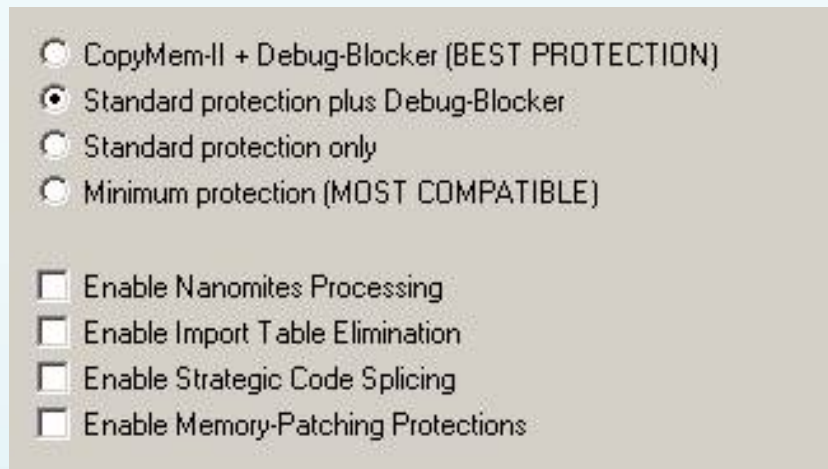 CopyMem-II + Debug-Blocker (BEST PROTECTION)
Standard protection plus Debug-Blocker
Standard protection only
Minimum protection (MOST COMPATIBLE)
Enable Nanomites Processing
Enable Import Table Elimination
Enable Strategic Code Splicing
Enable Memory-Patching Protections